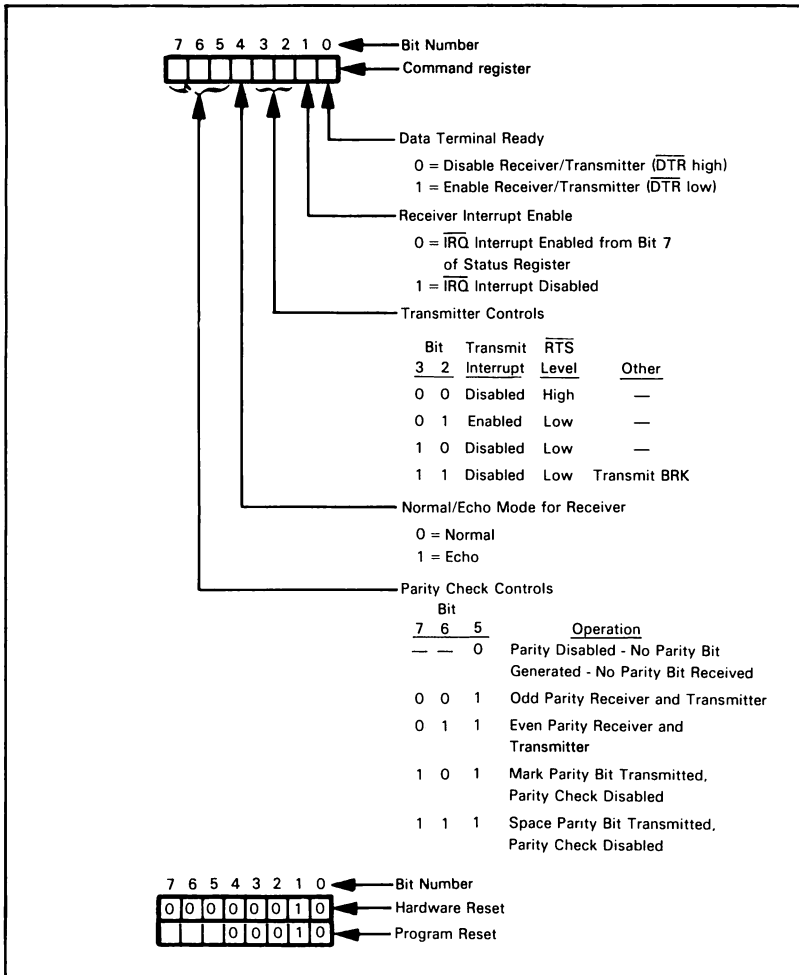 7 6 5 4 3 2 1 0 Bit Number
Command register
Data Terminal Ready
0 = Disable Receiver/Transmitter (D̅T̅R̅ high)
1 = Enable Receiver/Transmitter (D̅T̅R̅ low)
Receiver Interrupt Enable
0 = I̅R̅Q̅ Interrupt Enabled from Bit 7
of Status Register
1 = I̅R̅Q̅ Interrupt Disabled
Transmitter Controls
Bit Transmit R̅T̅S̅
3 2 Interrupt Level Other
0 0 Disabled High —
0 1 Enabled Low —
1 0 Disabled Low —
1 1 Disabled Low Transmit BRK
Normal/Echo Mode for Receiver
0 = Normal
1 = Echo
Parity Check Controls
Bit
7 6 5 Operation
— — 0 Parity Disabled - No Parity Bit
Generated - No Parity Bit Received
0 0 1 Odd Parity Receiver and Transmitter
0 1 1 Even Parity Receiver and
Transmitter
1 0 1 Mark Parity Bit Transmitted,
Parity Check Disabled
1 1 1 Space Parity Bit Transmitted,
Parity Check Disabled
7 6 5 4 3 2 1 0 Bit Number
0 0 0 0 0 0 1 0 Hardware Reset
0 0 0 1 0 Program Reset